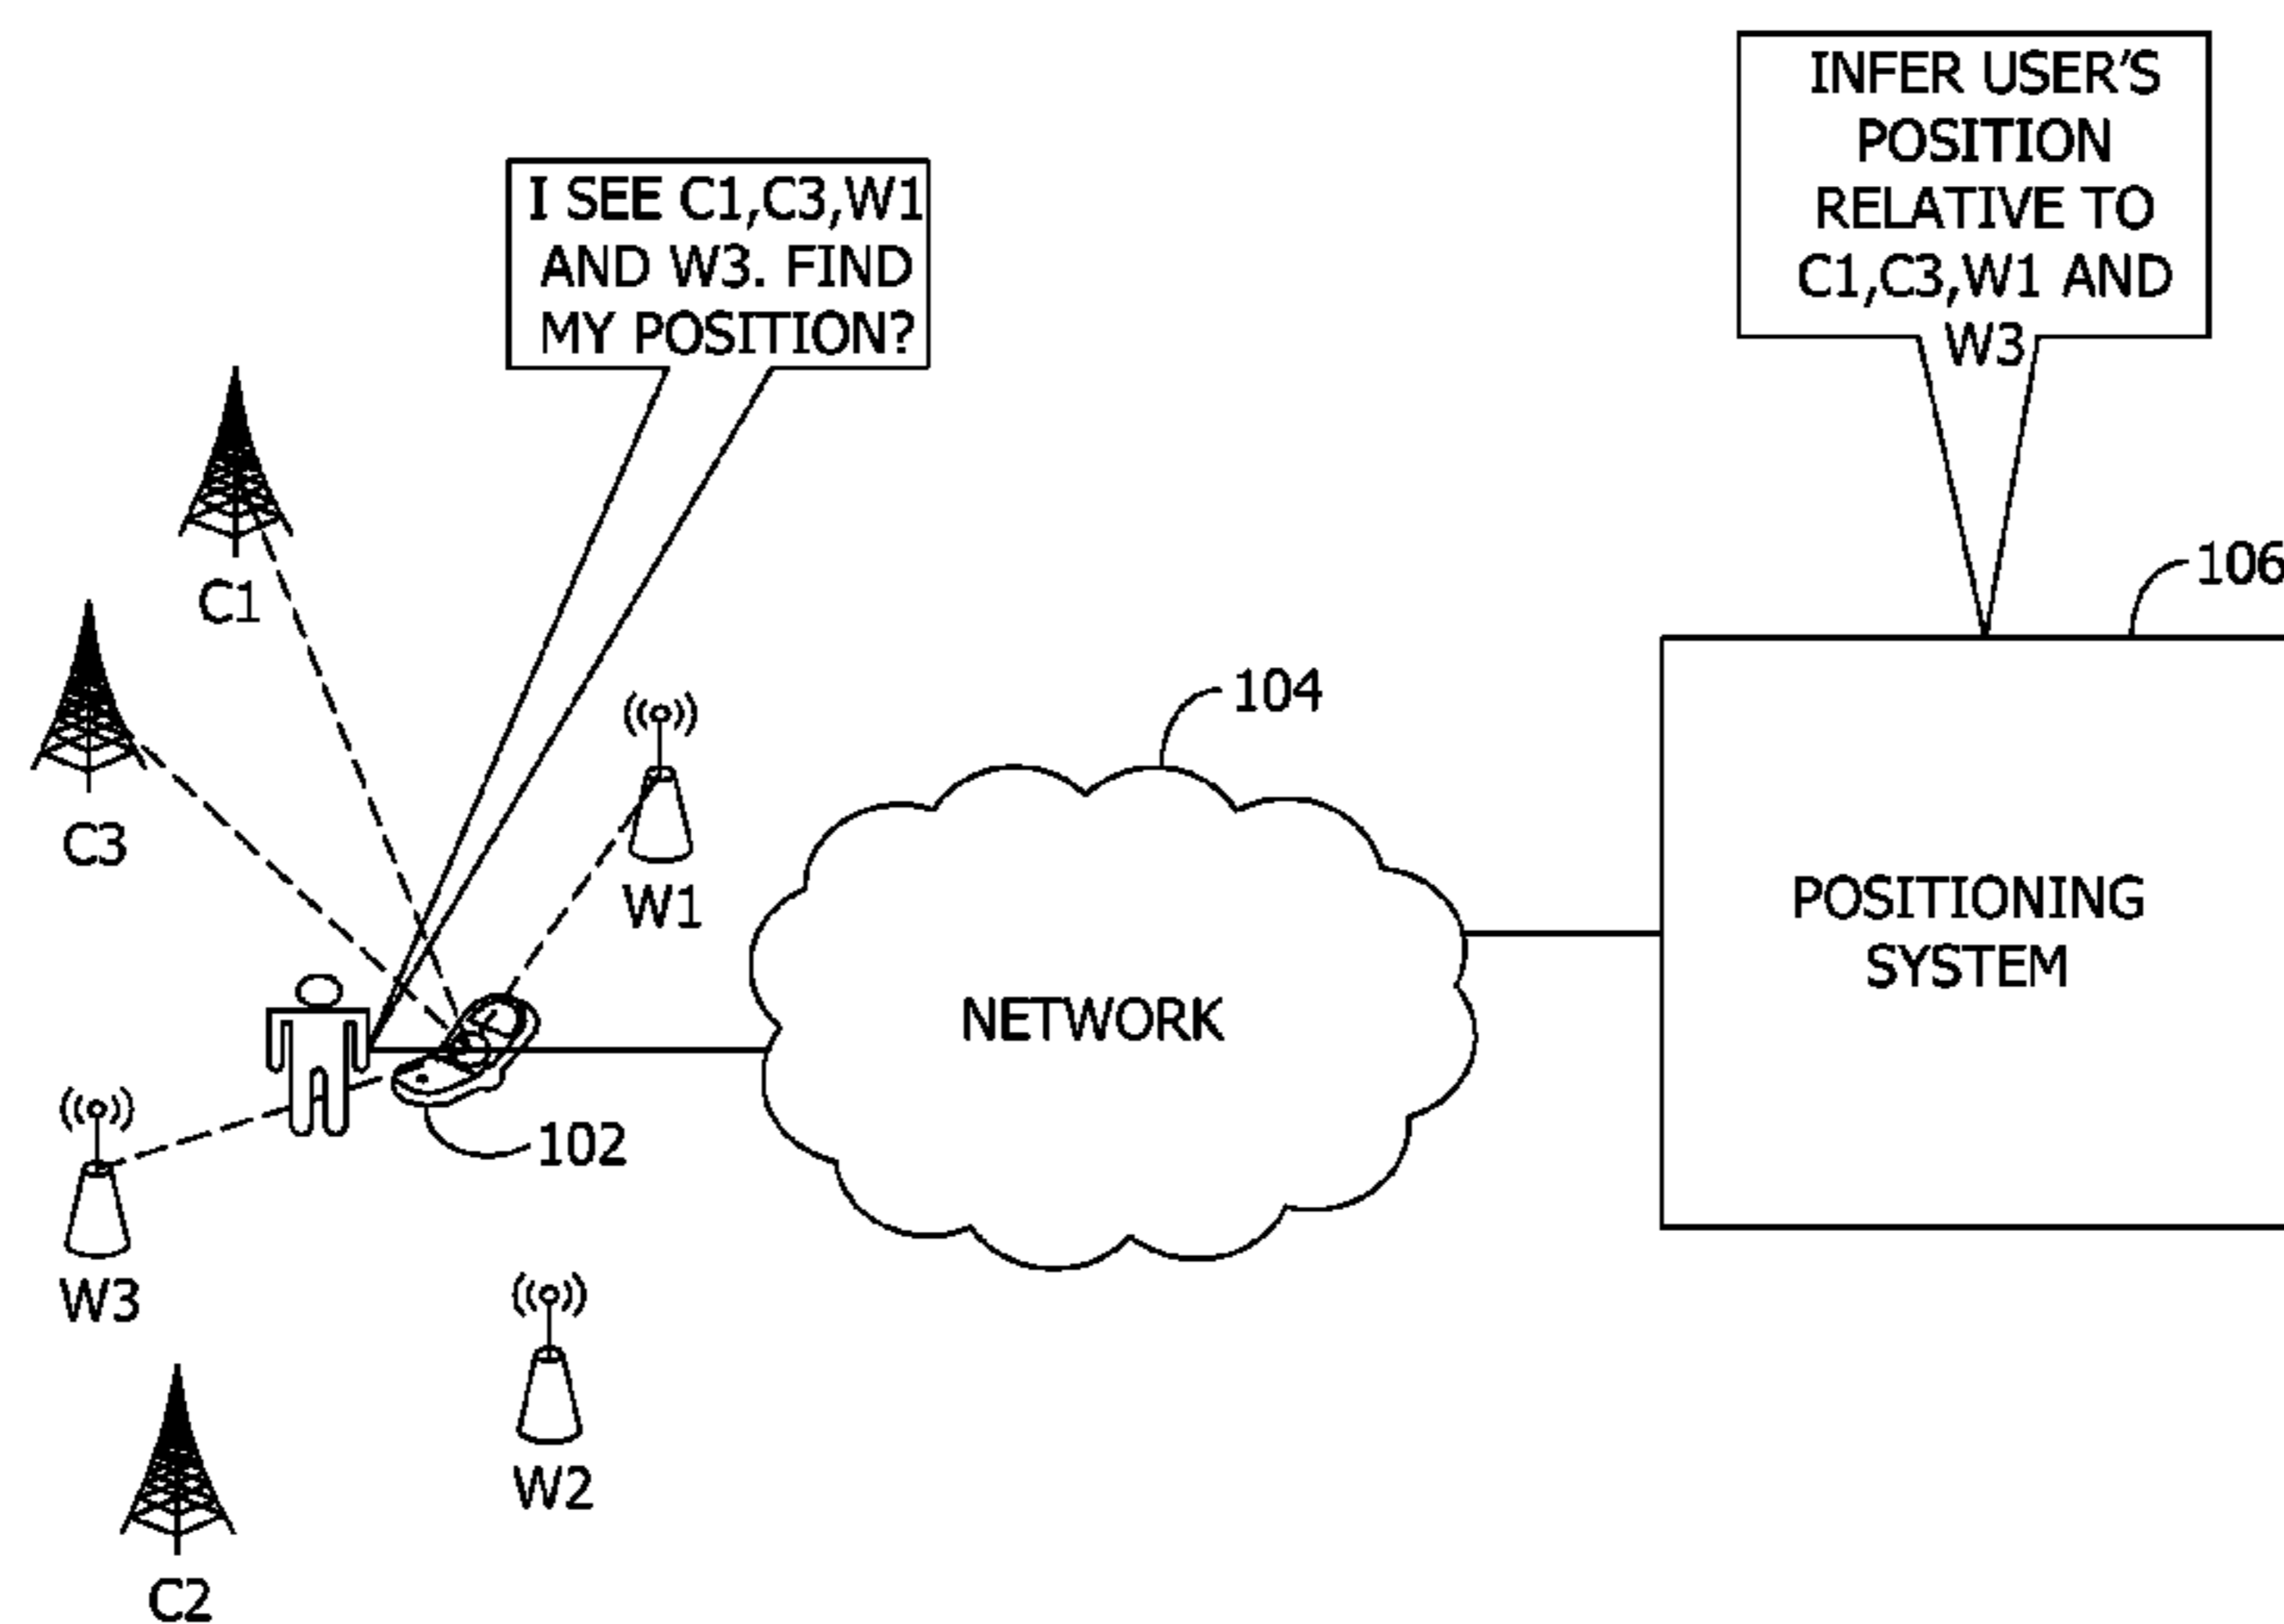 INFER USER'S
POSITION
RELATIVE TO
C1,C3,W1 AND
W3
I SEE C1,C3,W1
AND W3. FIND
MY POSITION?
C1
C3
W1
104
106
NETWORK
POSITIONING
SYSTEM
102
W3
W2
C2